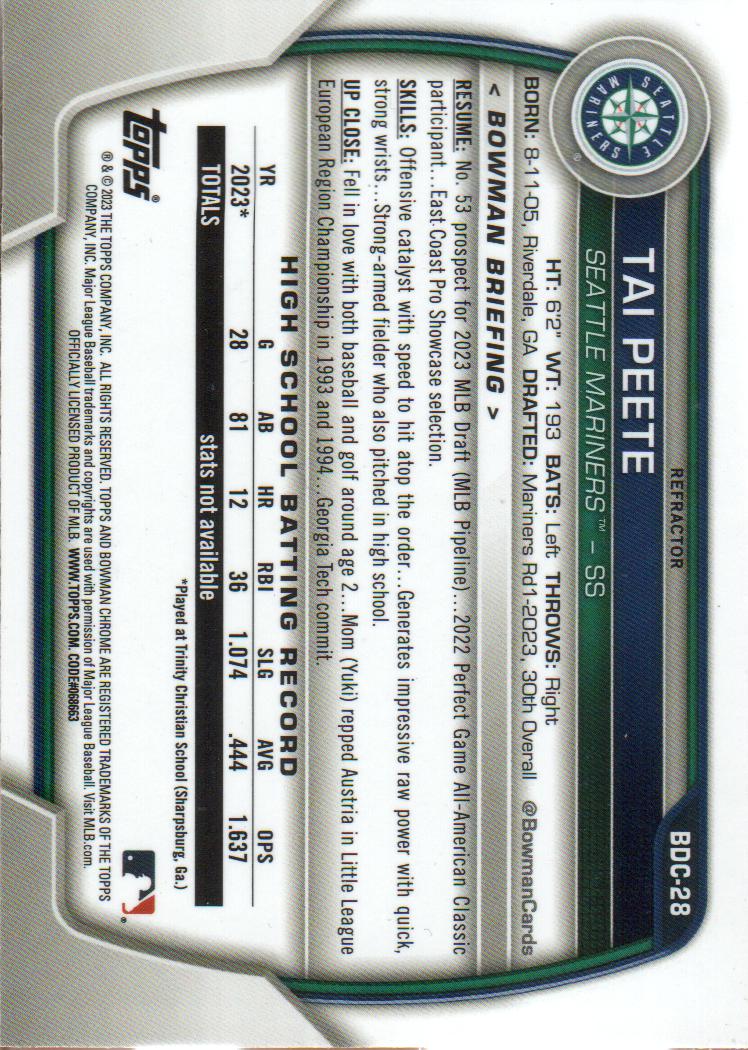 REFRACTOR
BDC-28
TAI PEETE
SEATTLE MARINERS™ – SS
SEATTLE
MARINERS
®
HT: 6'2" WT: 193 BATS: Left THROWS: Right
BORN: 8-11-05, Riverdale, GA DRAFTED: Mariners Rd1-2023, 30th Overall @BowmanCards
< BOWMAN BRIEFING >
RESUME: No. 53 prospect for 2023 MLB Draft (MLB Pipeline)...2022 Perfect Game All-American Classic
participant...East Coast Pro Showcase selection.
SKILLS: Offensive catalyst with speed to hit atop the order...Generates impressive raw power with quick,
strong wrists...Strong-armed fielder who also pitched in high school.
UP CLOSE: Fell in love with both baseball and golf around age 2...Mom (Yuki) repped Austria in Little League
European Region Championship in 1993 and 1994...Georgia Tech commit.
HIGH SCHOOL BATTING RECORD
YR G AB HR RBI SLG AVG OPS
2023* 28 81 12 36 1.074 .444 1.637
TOTALS stats not available
*Played at Trinity Christian School (Sharpsburg, Ga.)
topps®
® & © 2023 THE TOPPS COMPANY, INC. ALL RIGHTS RESERVED. TOPPS AND BOWMAN CHROME ARE REGISTERED TRADEMARKS OF THE TOPPS
COMPANY, INC. Major League Baseball trademarks and copyrights are used with permission of Major League Baseball. Visit MLB.com.
OFFICIALLY LICENSED PRODUCT OF MLB. WWW.TOPPS.COM. CODE#068663
®